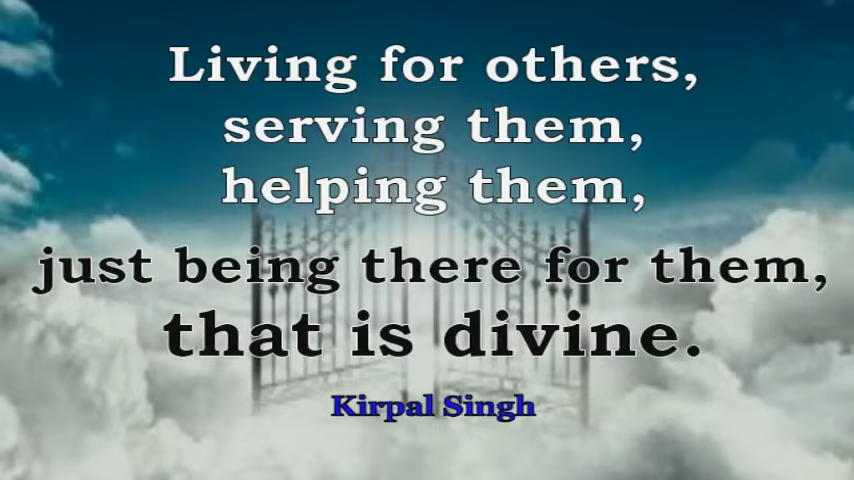 Living for others,
serving them,
helping them,
just being there for them,
that is divine.
Kirpal Singh